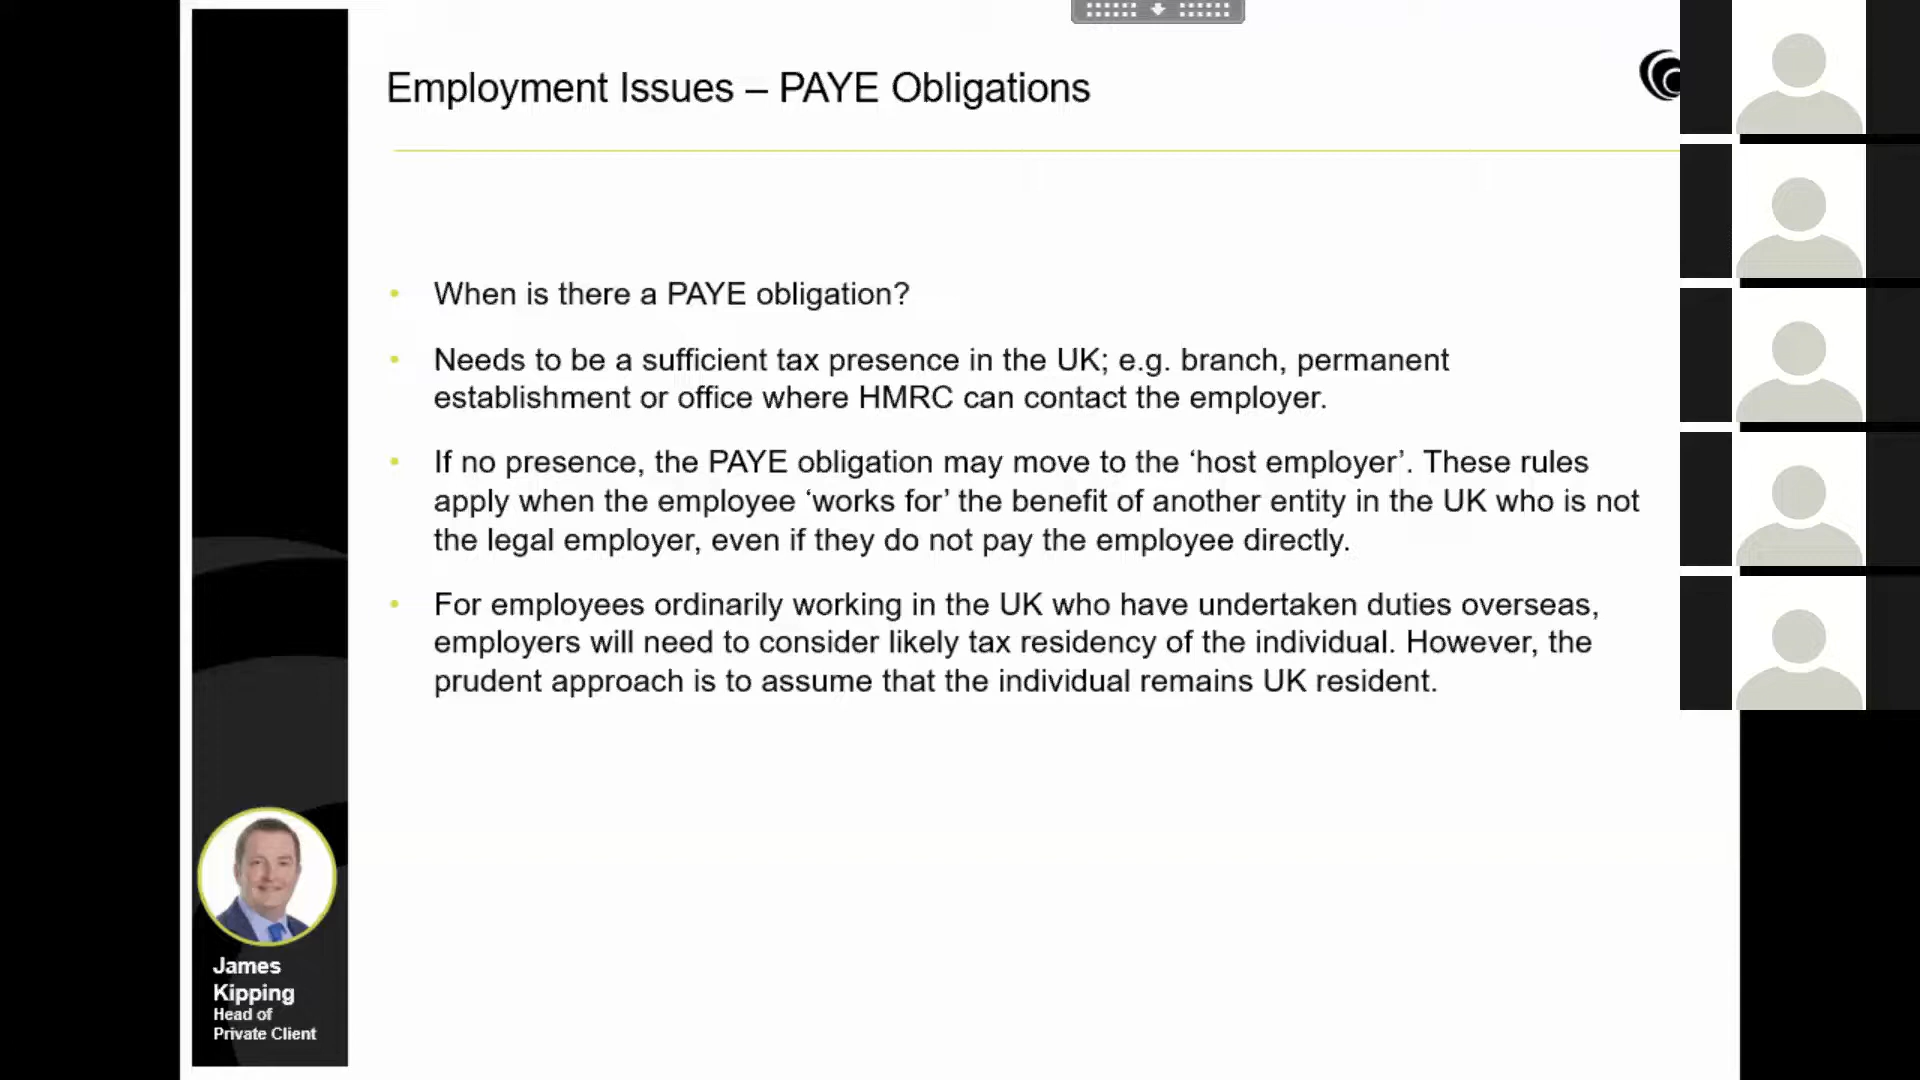 Employment Issues – PAYE Obligations
• When is there a PAYE obligation?
• Needs to be a sufficient tax presence in the UK; e.g. branch, permanent
establishment or office where HMRC can contact the employer.
• If no presence, the PAYE obligation may move to the ‘host employer’. These rules
apply when the employee ‘works for’ the benefit of another entity in the UK who is not
the legal employer, even if they do not pay the employee directly.
• For employees ordinarily working in the UK who have undertaken duties overseas,
employers will need to consider likely tax residency of the individual. However, the
prudent approach is to assume that the individual remains UK resident.
James
Kipping
Head of
Private Client